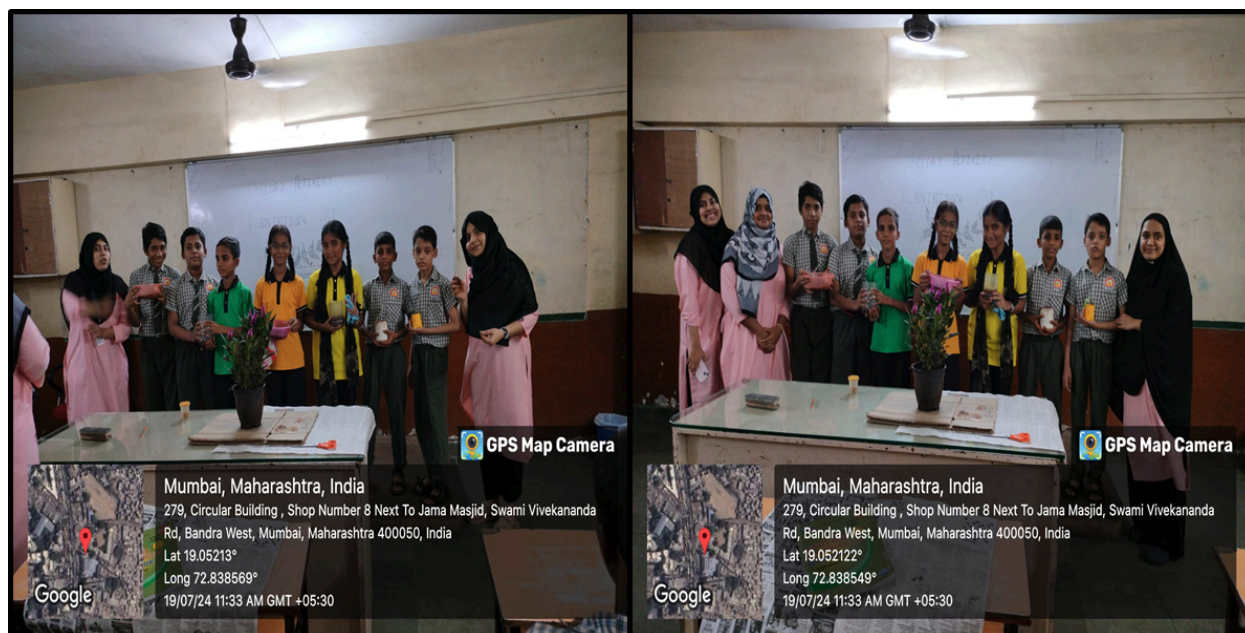 GPS Map Camera
Mumbai, Maharashtra, India
279, Circular Building , Shop Number 8 Next To Jama Masjid, Swami Vivekananda
Rd, Bandra West, Mumbai, Maharashtra 400050, India
Lat 19.05213°
Long 72.838569°
19/07/24 11:33 AM GMT +05:30
Google
GPS Map Camera
Mumbai, Maharashtra, India
279, Circular Building , Shop Number 8 Next To Jama Masjid, Swami Vivekananda
Rd, Bandra West, Mumbai, Maharashtra 400050, India
Lat 19.052122°
Long 72.838549°
19/07/24 11:33 AM GMT +05:30
Google